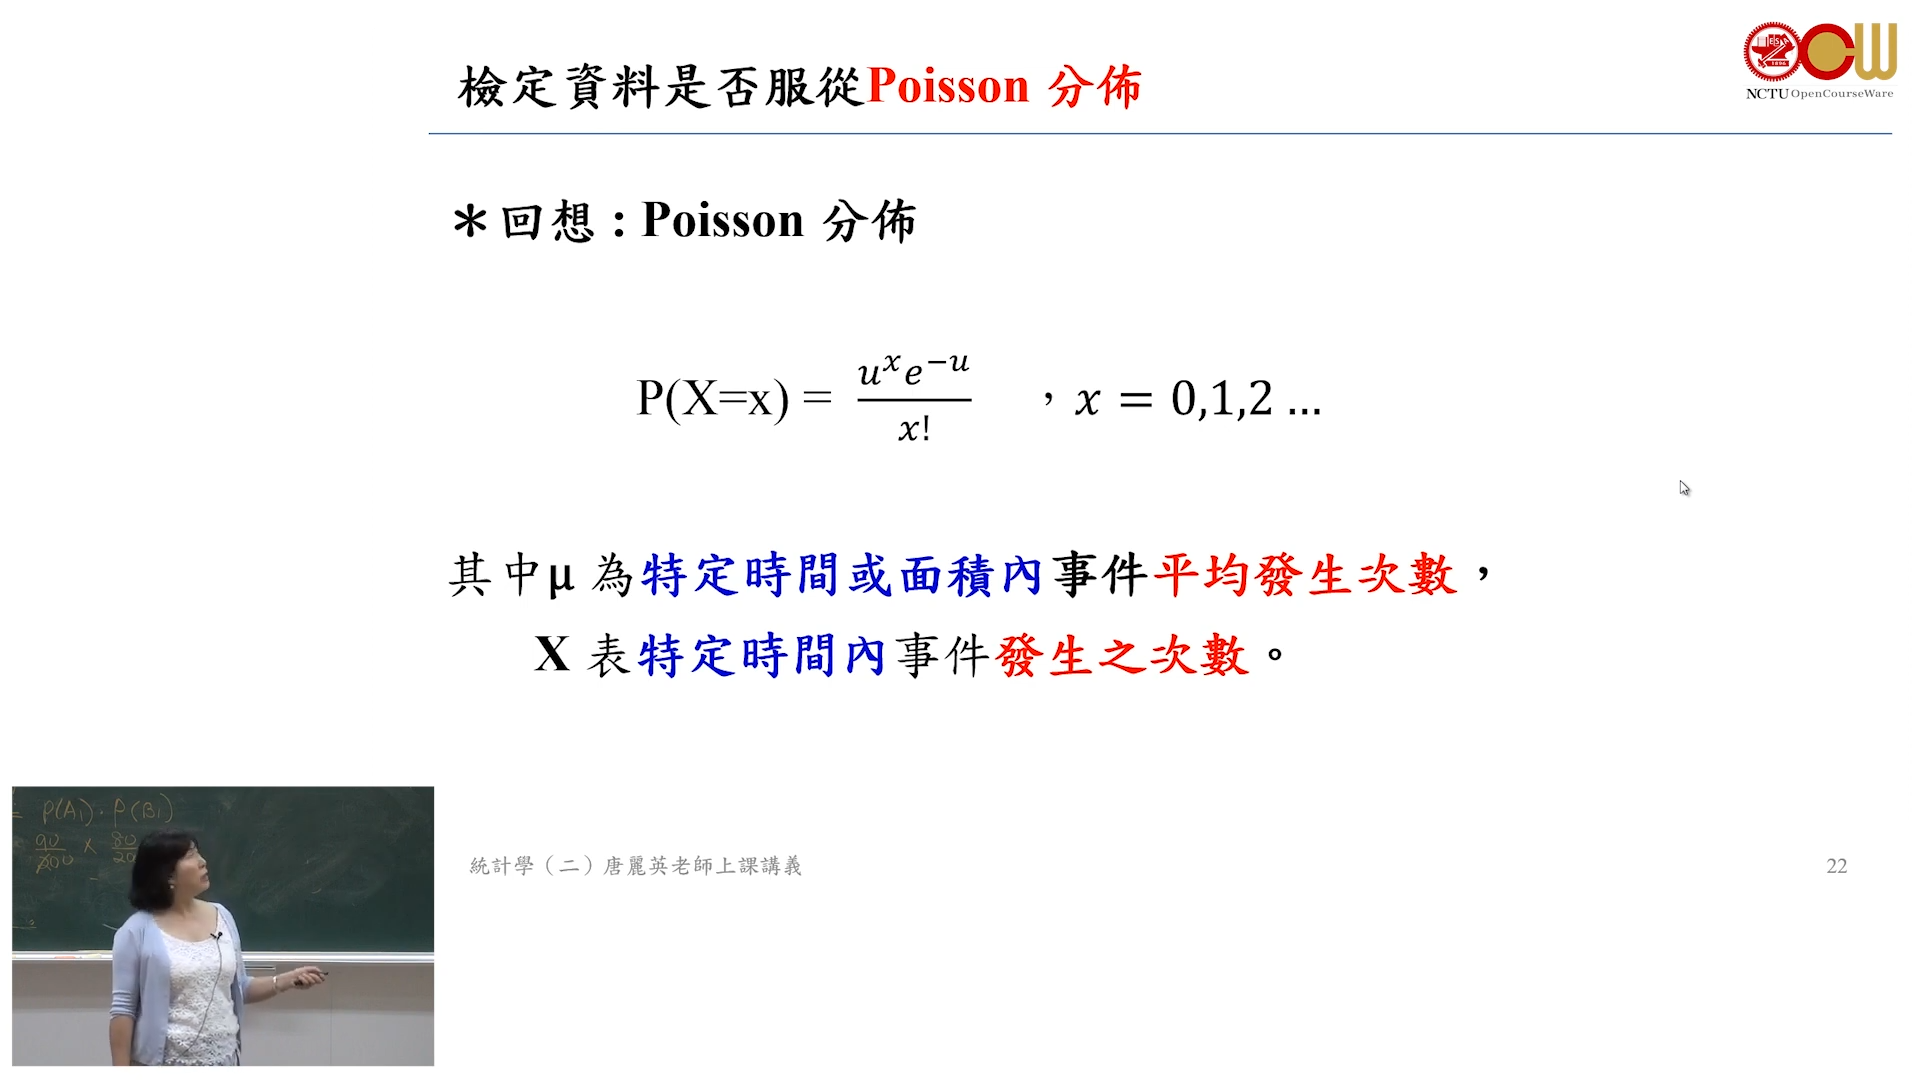 檢定資料是否服從Poisson 分佈
NCTU OpenCourseWare
＊回想 : Poisson 分佈
P(X=x) = \frac{u^x e^{-u}}{x!} ，x = 0,1,2 …
其中μ 為特定時間或面積內事件平均發生次數，
X 表特定時間內事件發生之次數。
= P(A1)・P(B1)
90/200 x 80/20
統計學（二）唐麗英老師上課講義
22